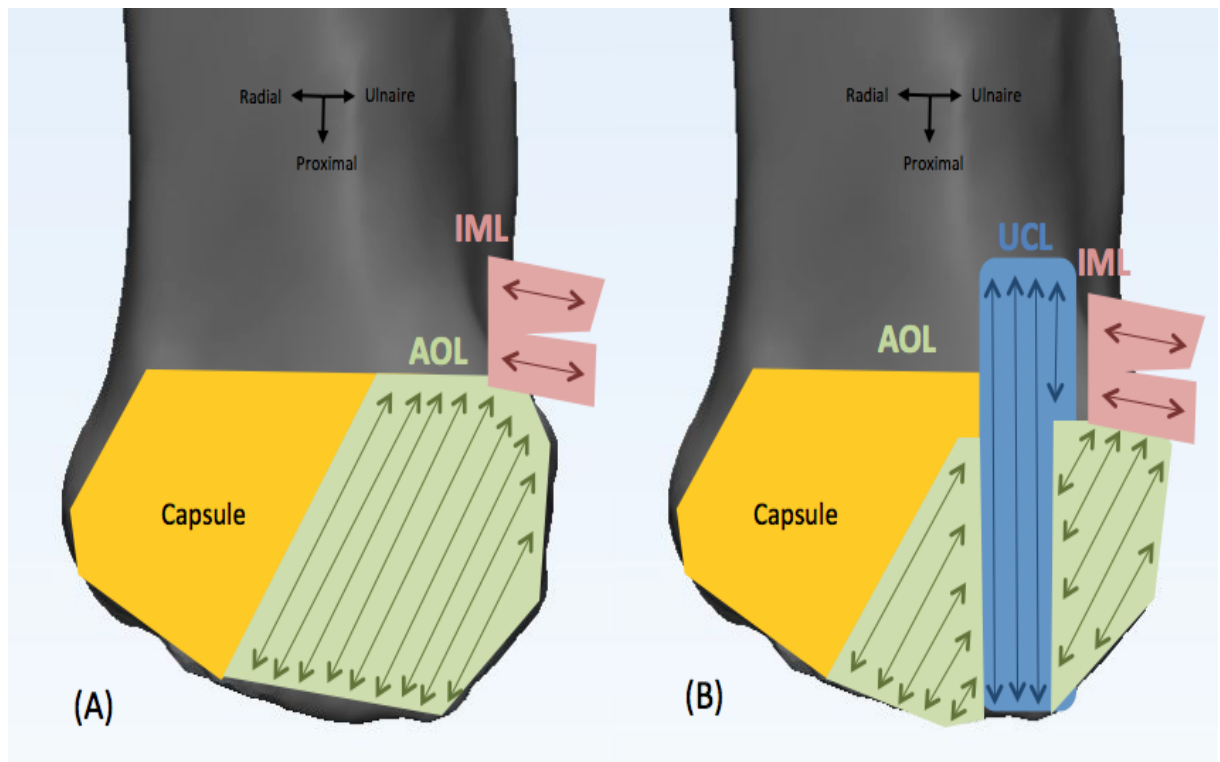 Radial
Ulnaire
Proximal
IML
AOL
Capsule
(A)
Radial
Ulnaire
Proximal
UCL
IML
AOL
Capsule
(B)